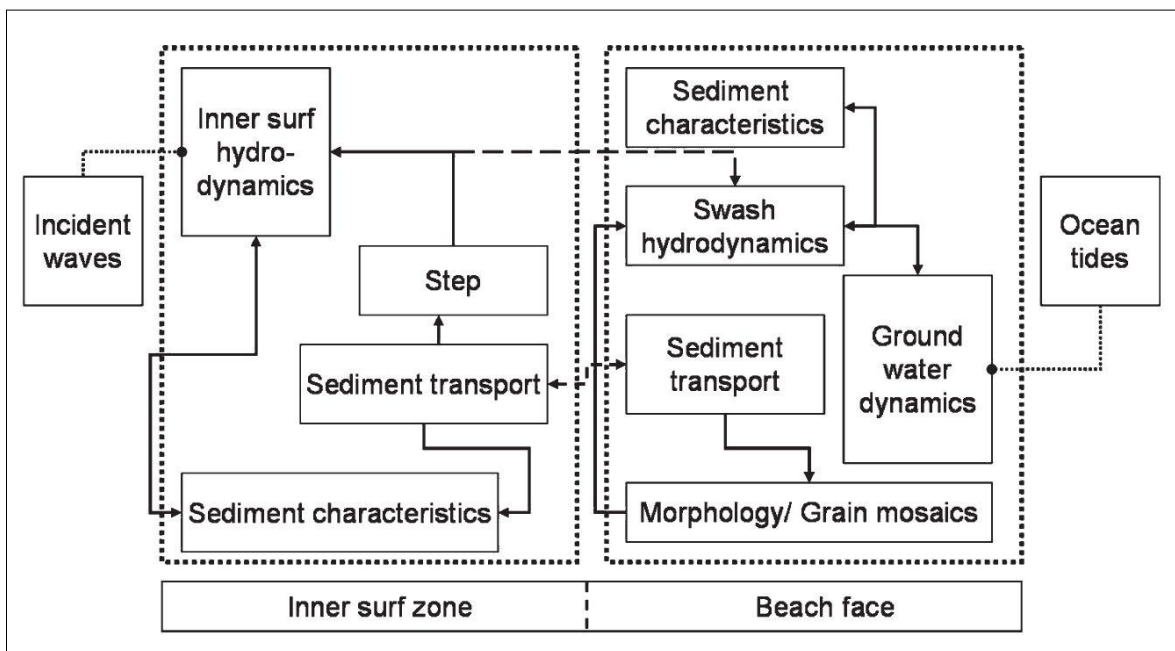 Incident
waves
Inner surf
hydro-
dynamics
Step
Sediment transport
Sediment characteristics
Sediment
characteristics
Swash
hydrodynamics
Sediment
transport
Ground
water
dynamics
Morphology/ Grain mosaics
Ocean
tides
Inner surf zone
Beach face